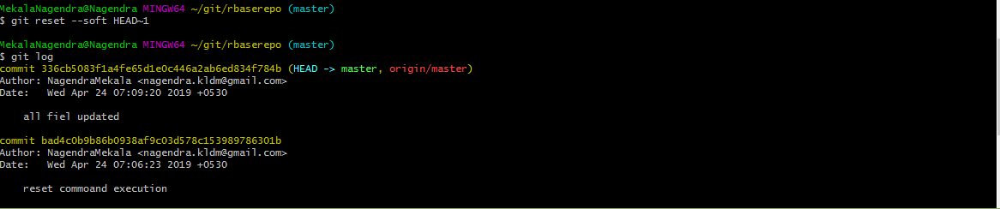 MekalaNagendra@Nagendra MINGW64 ~/git/rbaserepo (master)
$ git reset --soft HEAD~1
MekalaNagendra@Nagendra MINGW64 ~/git/rbaserepo (master)
$ git log
commit 336cb5083f1a4fe65d1e0c446a2ab6ed834f784b (HEAD -> master, origin/master)
Author: NagendraMekala <nagendra.kldm@gmail.com>
Date:   Wed Apr 24 07:09:20 2019 +0530
all fiel updated
commit bad4c0b9b86b0938af9c03d578c153989786301b
Author: NagendraMekala <nagendra.kldm@gmail.com>
Date:   Wed Apr 24 07:06:23 2019 +0530
reset commoand execution